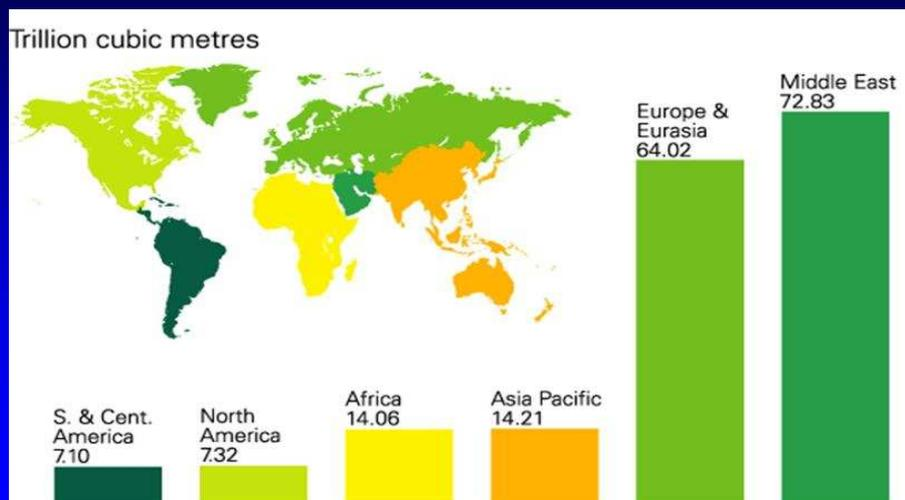 Trillion cubic metres
S. & Cent.
America
7.10
North
America
7.32
Africa
14.06
Asia Pacific
14.21
Europe &
Eurasia
64.02
Middle East
72.83